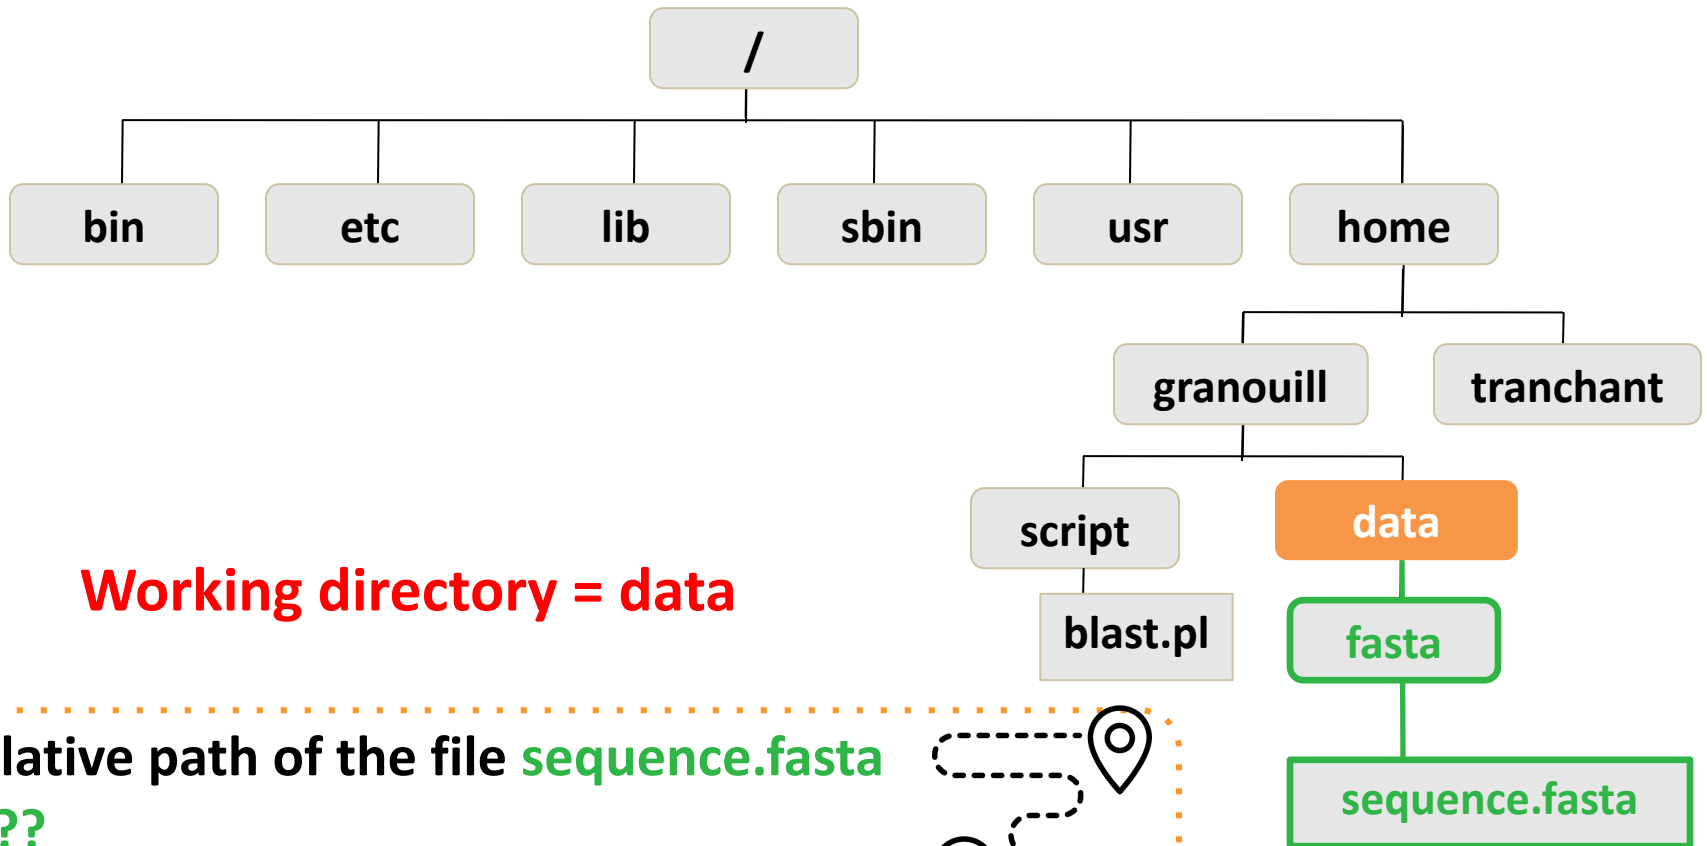 /
bin etc lib sbin usr home
granouill tranchant
script data
Working directory = data
blast.pl fasta
lative path of the file sequence.fasta
sequence.fasta
??